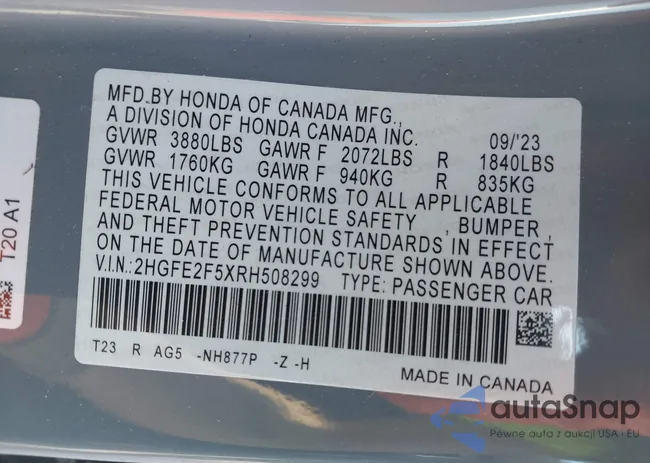 MFD.BY HONDA OF CANADA MFG.,
A DIVISION OF HONDA CANADA INC. 09/'23
GVWR 3880LBS GAWR F 2072LBS R 1840LBS
GVWR 1760KG GAWR F 940KG R 835KG
THIS VEHICLE CONFORMS TO ALL APPLICABLE
FEDERAL MOTOR VEHICLE SAFETY , BUMPER,
AND THEFT PREVENTION STANDARDS IN EFFECT
ON THE DATE OF MANUFACTURE SHOWN ABOVE.
V.I.N.:2HGFE2F5XRH508299 TYPE: PASSENGER CAR
T23 R AG5 -NH877P -Z -H
MADE IN CANADA
T20 A1
autaSnap
Pewne auta z aukcji USA i EU